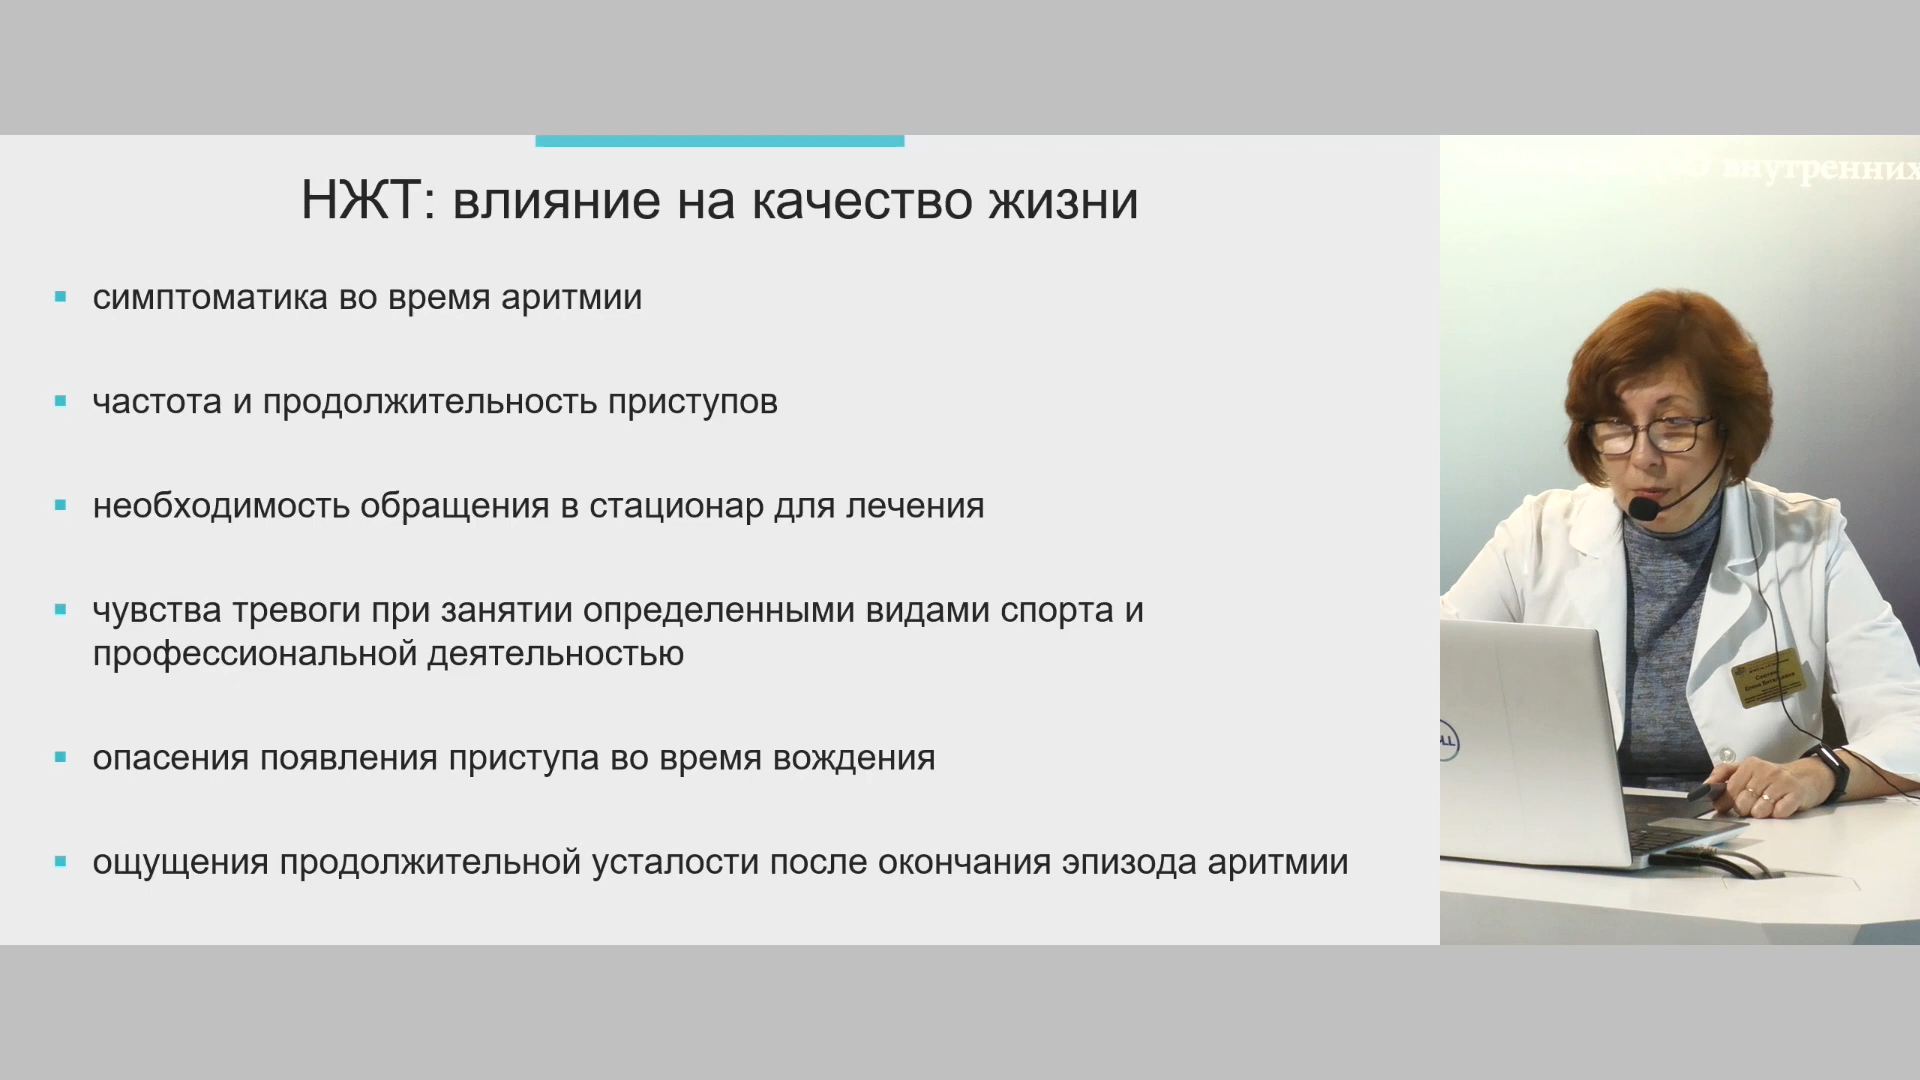 НЖТ: влияние на качество жизни
симптоматика во время аритмии
частота и продолжительность приступов
необходимость обращения в стационар для лечения
чувства тревоги при занятии определенными видами спорта и
профессиональной деятельностью
опасения появления приступа во время вождения
ощущения продолжительной усталости после окончания эпизода аритмии
внутренних